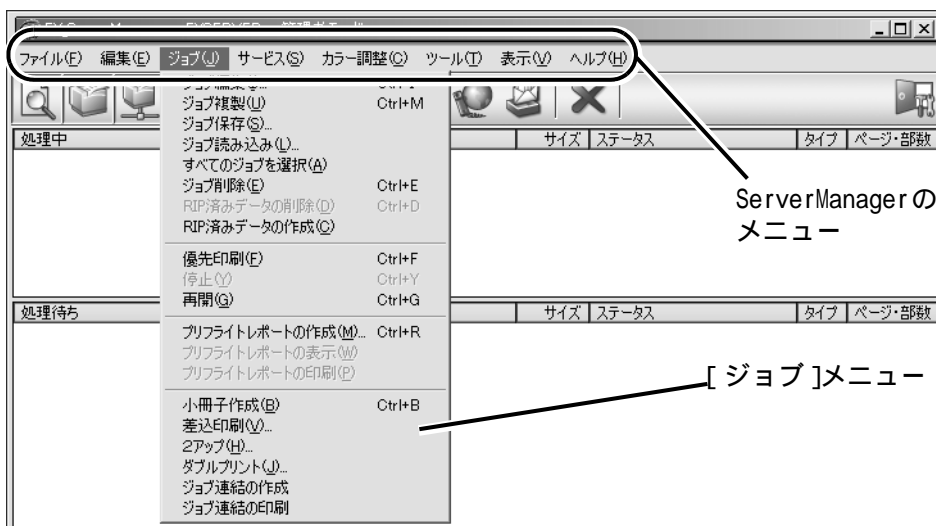 ファイル(F) 編集(E) ジョブ(J) サービス(S) カラー調整(C) ツール(T) 表示(V) ヘルプ(H)
ジョブ複製(U) Ctrl+M
ジョブ保存(S)...
ジョブ読み込み(L)...
すべてのジョブを選択(A)
ジョブ削除(E) Ctrl+E
RIP済みデータの削除(D) Ctrl+D
RIP済みデータの作成(C)
優先印刷(F) Ctrl+F
停止(Y) Ctrl+Y
再開(G) Ctrl+G
プリフライトレポートの作成(M)... Ctrl+R
プリフライトレポートの表示(W)
プリフライトレポートの印刷(P)
小冊子作成(B) Ctrl+B
差込印刷(V)...
2アップ(H)...
ダブルプリント(J)...
ジョブ連結の作成
ジョブ連結の印刷
処理中 サイズ ステータス タイプ ページ・部数
処理待ち サイズ ステータス タイプ ページ・部数
ServerManagerの
メニュー
[ジョブ]メニュー